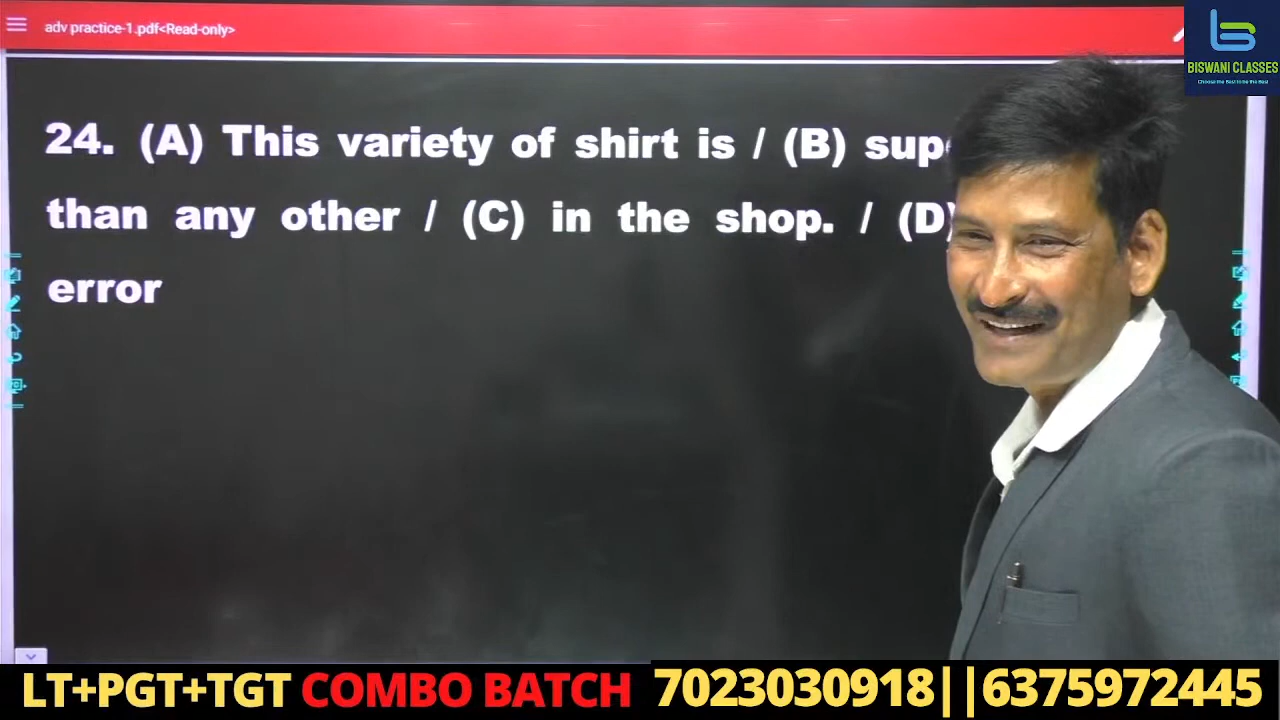 adv practice-1.pdf<Read-only>
BISWANI CLASSES
24. (A) This variety of shirt is / (B)
than any other / (C) in the shop. / (D)
error
LT+PGT+TGT COMBO BATCH 7023030918||6375972445